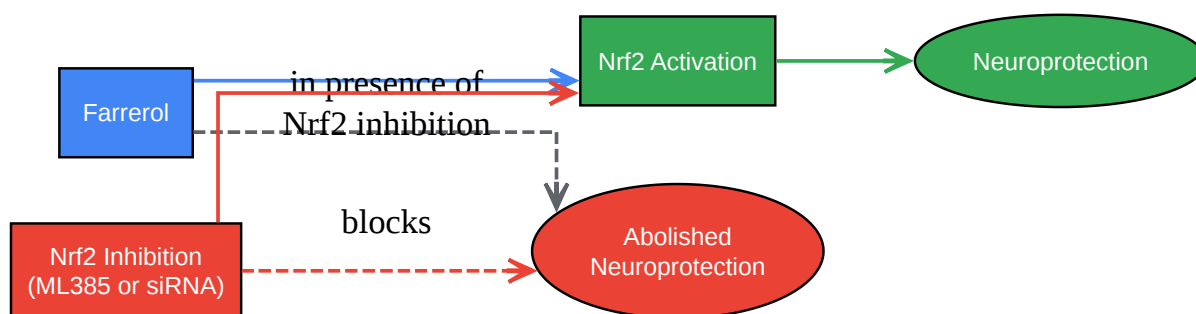 Nrf2 Activation
Neuroprotection
in presence of
Nrf2 inhibition
Farrerol
blocks
Abolished
Neuroprotection
Nrf2 Inhibition
(ML385 or siRNA)